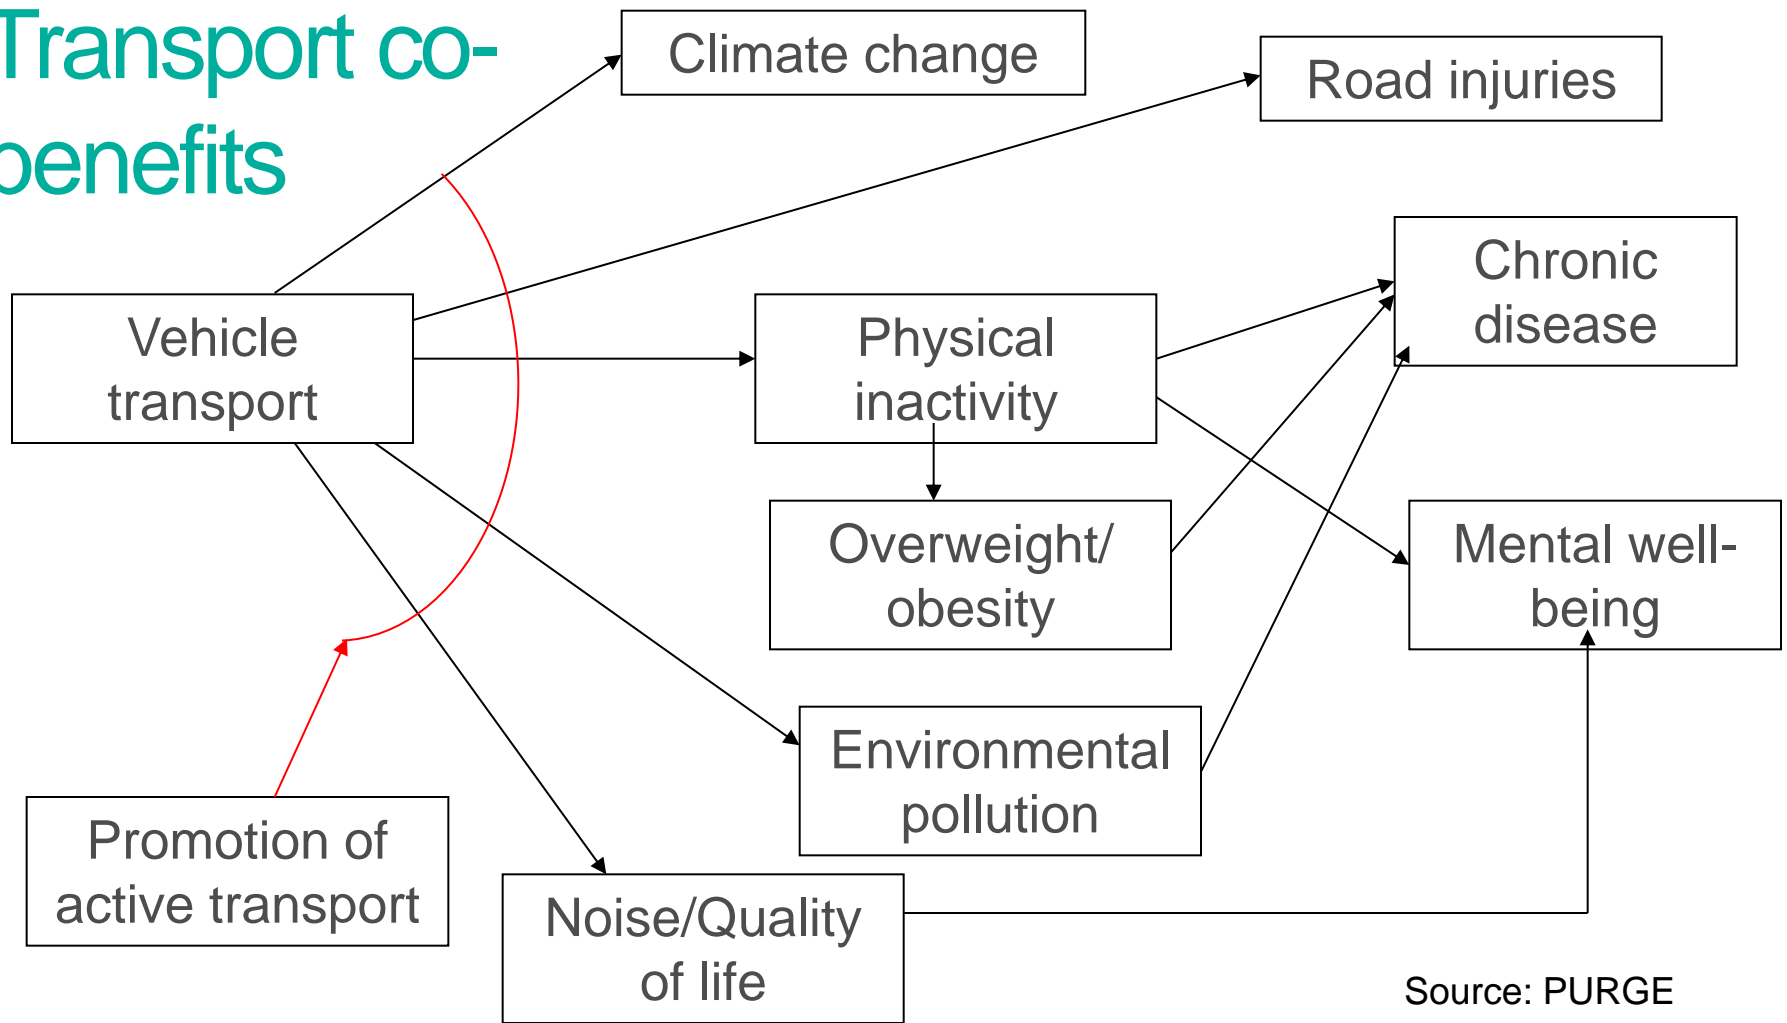 Transport co-
benefits
Climate change
Road injuries
Chronic
disease
Vehicle
transport
Physical
inactivity
Overweight/
obesity
Mental well-
being
Environmental
pollution
Promotion of
active transport
Noise/Quality
of life
Source: PURGE